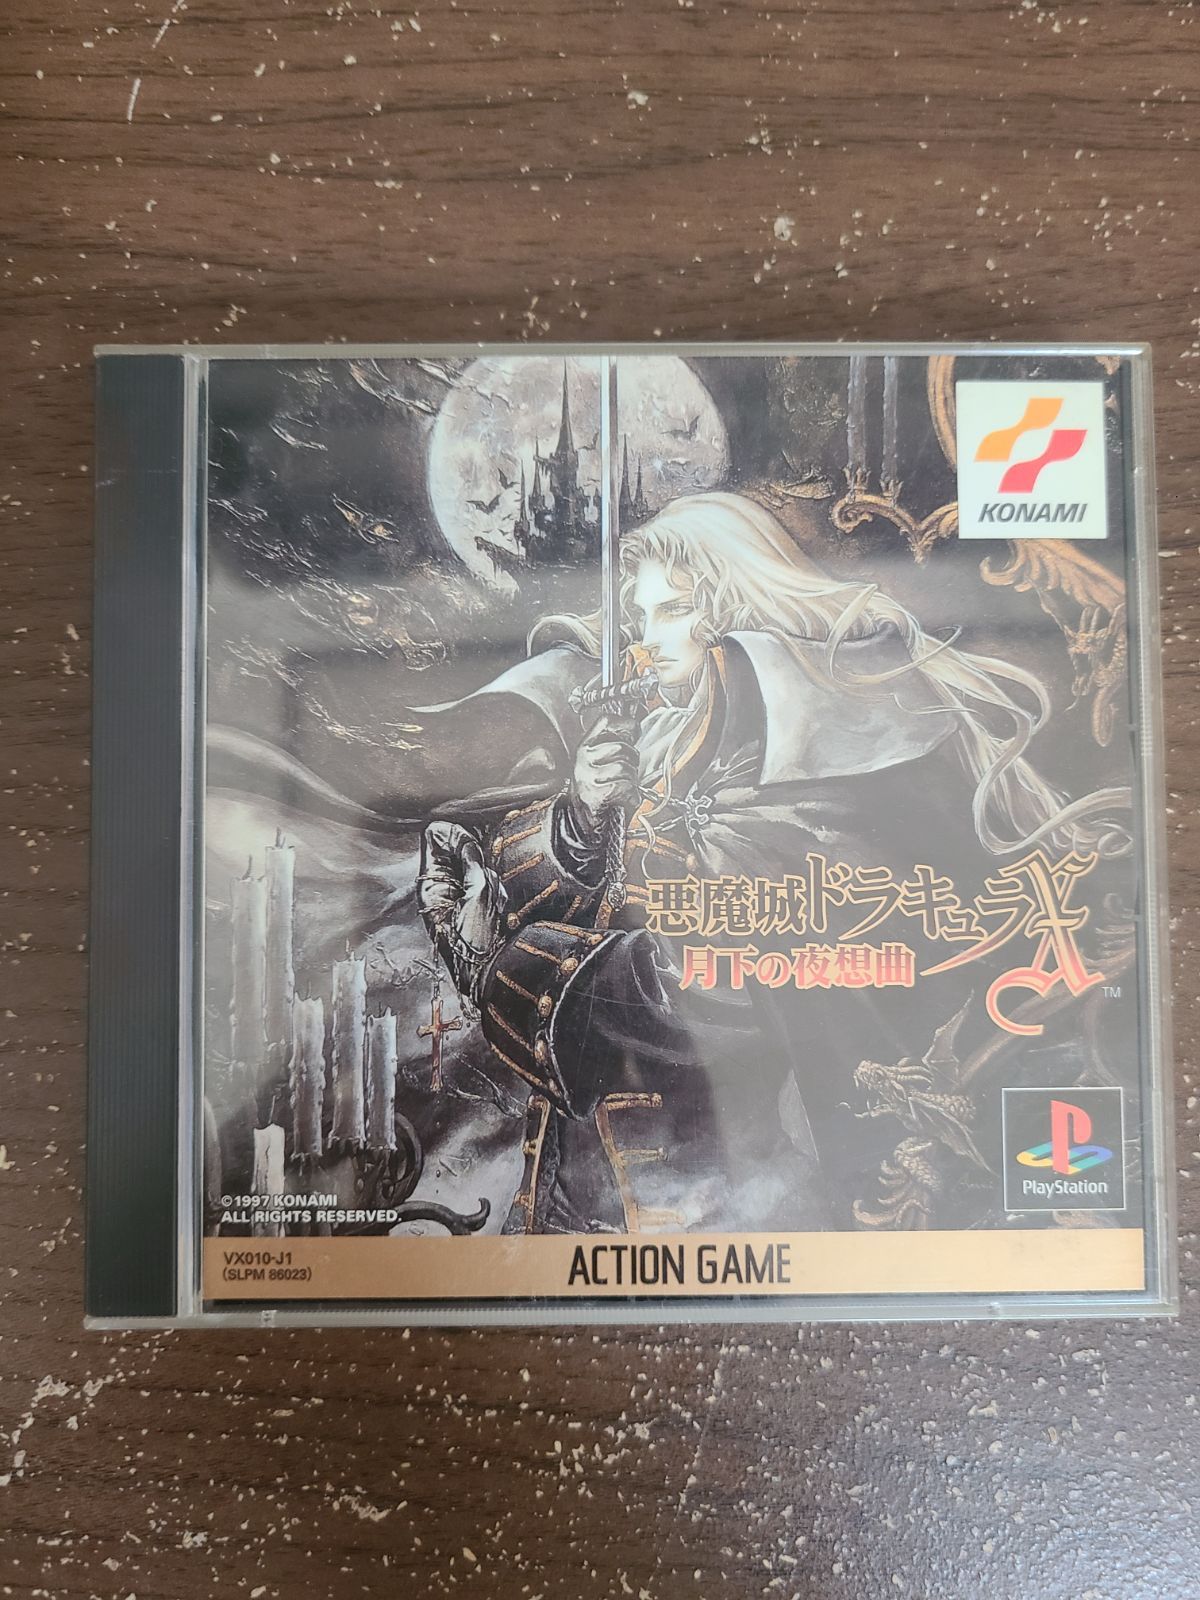 KONAMI
悪魔城ドラキュラX
月下の夜想曲
TM
PlayStation
©1997 KONAMI
ALL RIGHTS RESERVED.
VX010-J1
(SLPM 86023)
ACTION GAME